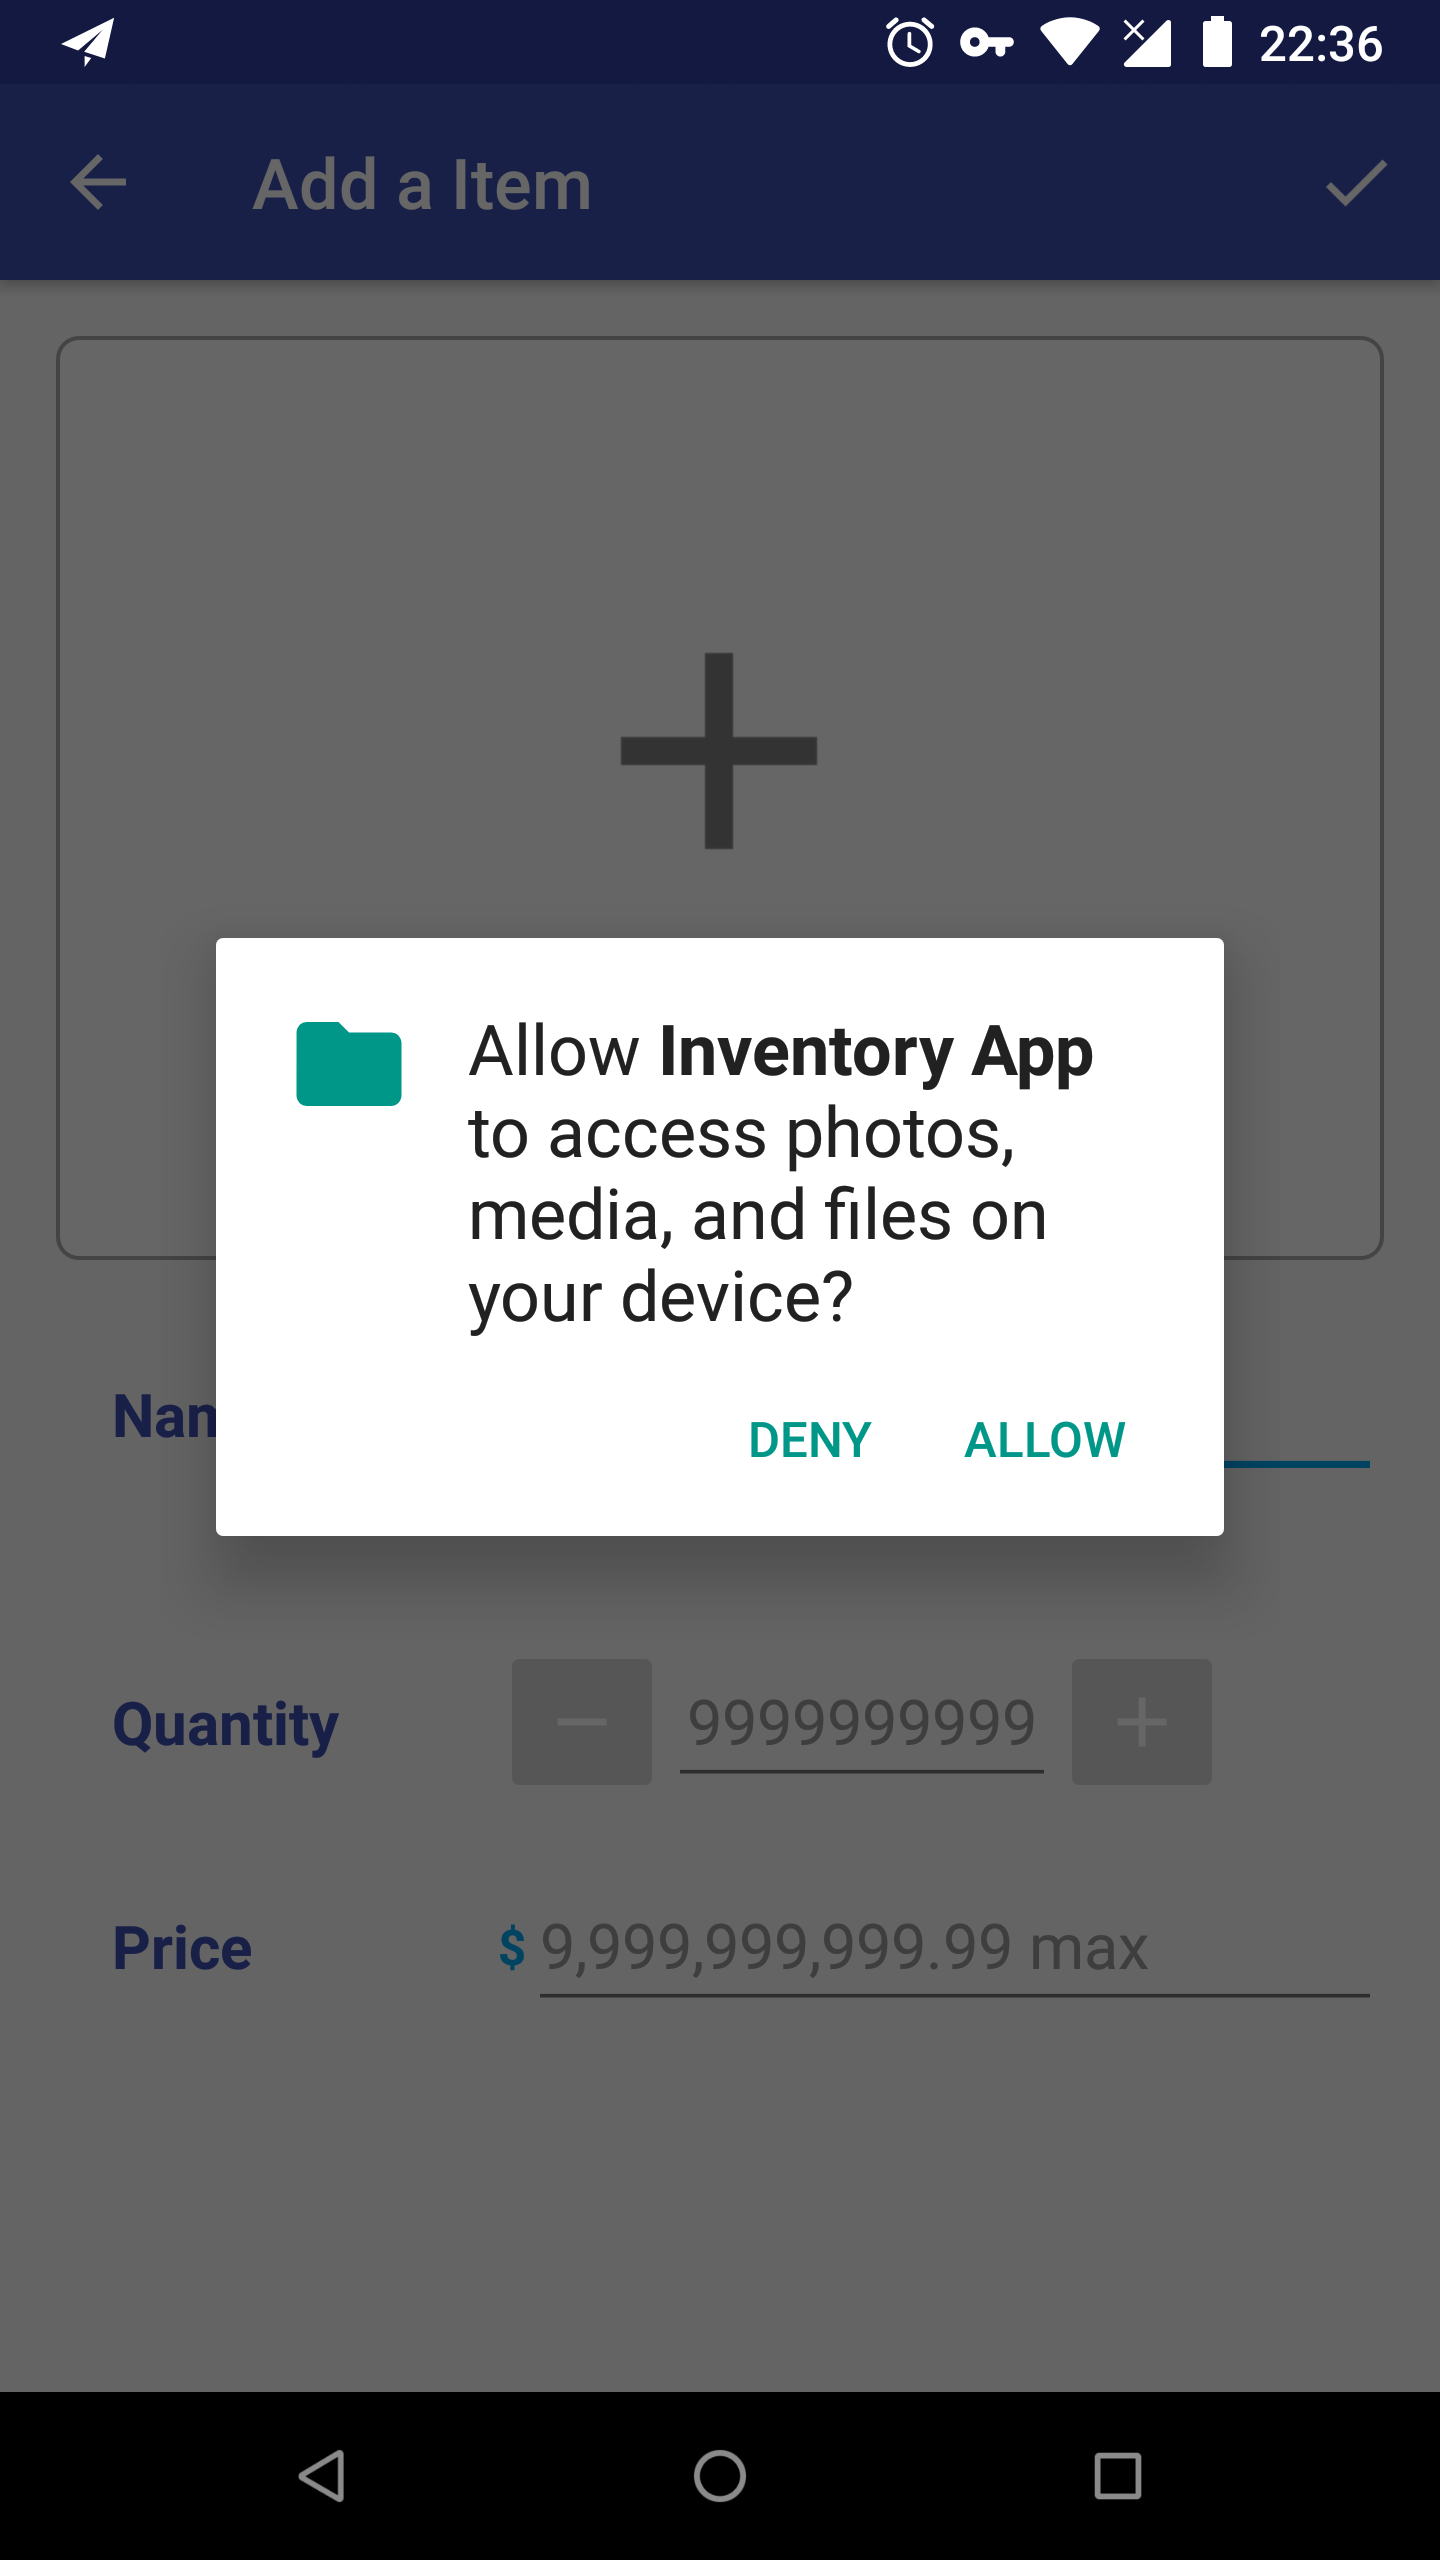 22:36
Add a Item
Allow Inventory App
to access photos,
media, and files on
your device?
DENY ALLOW
Quantity 9999999999
Price $ 9,999,999,999.99 max